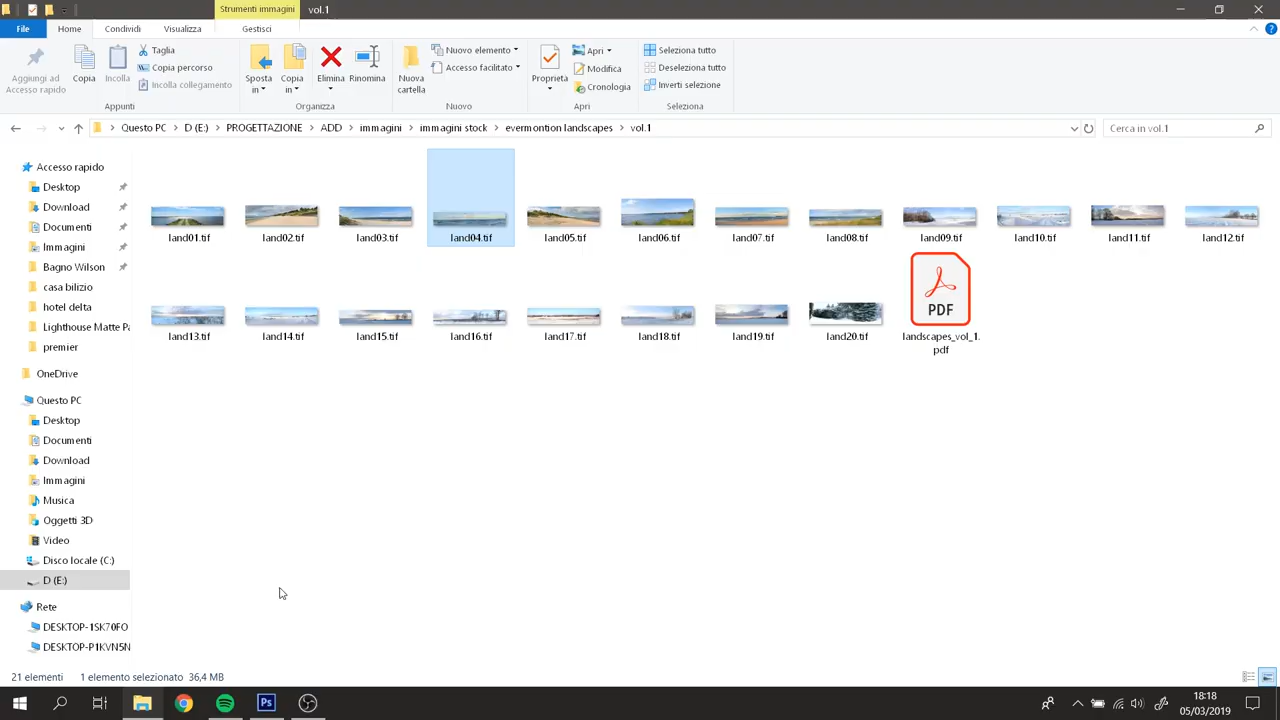 Strumenti immagini vol.1
File Home Condividi Visualizza Gestisci
Aggiungi ad Accesso rapido
Copia
Incolla
Taglia
Copia percorso
Incolla collegamento
Appunti
Sposta in
Copia in
Elimina
Rinomina
Organizza
Nuova cartella
Nuovo elemento
Accesso facilitato
Nuovo
Proprietà
Apri
Modifica
Cronologia
Apri
Seleziona tutto
Deseleziona tutto
Inverti selezione
Seleziona
Questo PC D (E:) PROGETTAZIONE ADD immagini immagini stock evermontion landscapes vol.1
Cerca in vol.1
Accesso rapido
Desktop
Download
Documenti
Immagini
Bagno Wilson
casa bilizio
hotel delta
Lighthouse Matte Pa
premier
OneDrive
Questo PC
Desktop
Documenti
Download
Immagini
Musica
Oggetti 3D
Video
Disco locale (C:)
D (E:)
Rete
DESKTOP-1SK70FO
DESKTOP-P1KVN5N
land01.tif land02.tif land03.tif land04.tif land05.tif land06.tif land07.tif land08.tif land09.tif land10.tif land11.tif land12.tif
PDF
land13.tif land14.tif land15.tif land16.tif land17.tif land18.tif land19.tif land20.tif landscapes_vol_1.
pdf
21 elementi 1 elemento selezionato 36,4 MB
Ps
18:18
05/03/2019